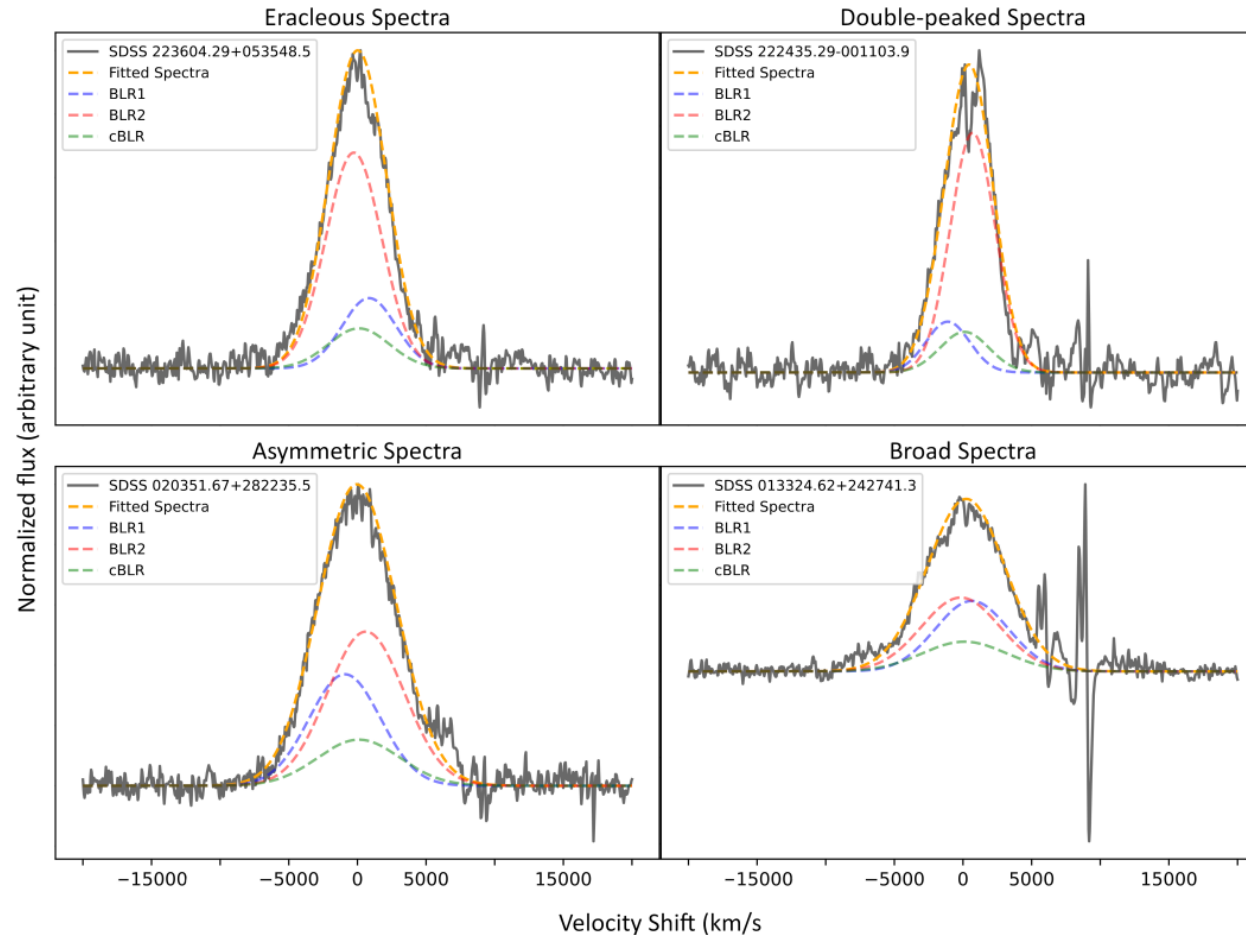 Eracleous Spectra
SDSS 223604.29+053548.5
Fitted Spectra
BLR1
BLR2
cBLR
Double-peaked Spectra
SDSS 222435.29-001103.9
Fitted Spectra
BLR1
BLR2
cBLR
Normalized flux (arbitrary unit)
Asymmetric Spectra
SDSS 020351.67+282235.5
Fitted Spectra
BLR1
BLR2
cBLR
Broad Spectra
SDSS 013324.62+242741.3
Fitted Spectra
BLR1
BLR2
cBLR
−15000 −5000 0 5000 15000
−15000 −5000 0 5000 15000
Velocity Shift (km/s